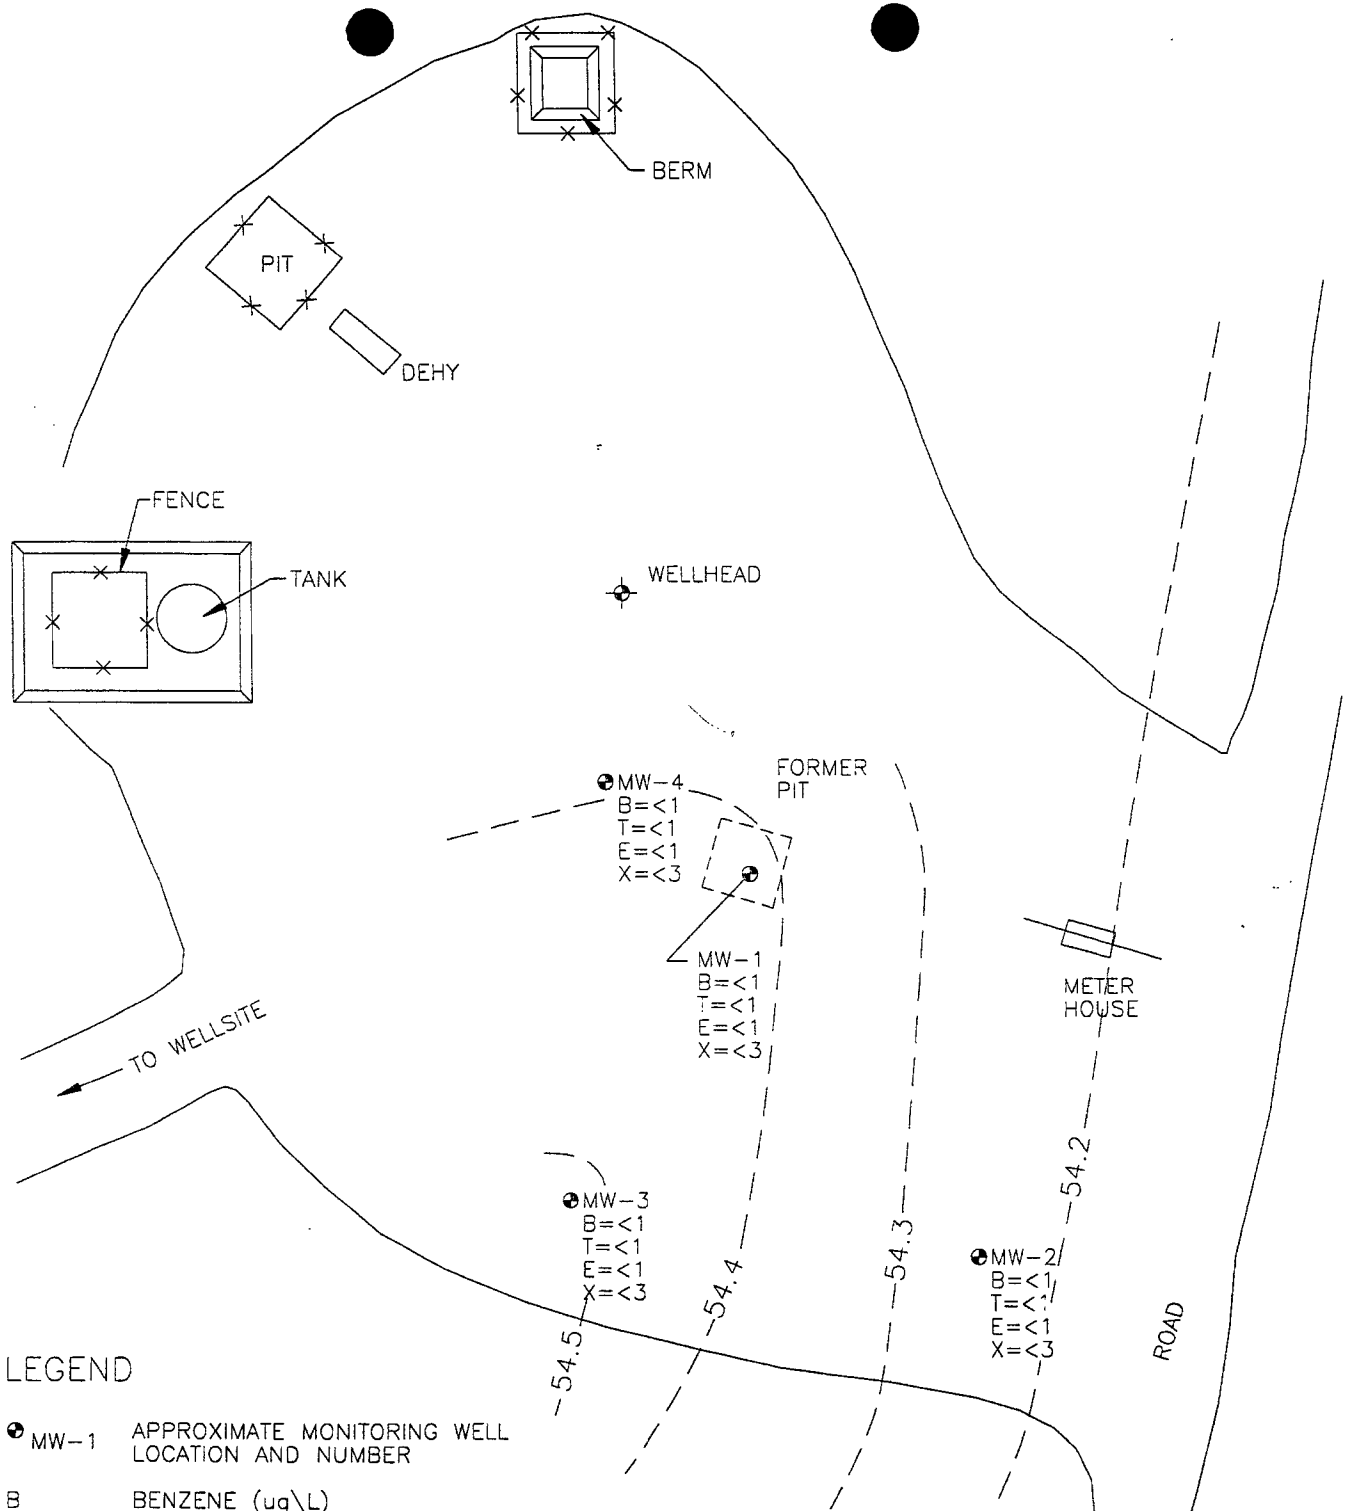 BERM
PIT
DEHY
FENCE
TANK
WELLHEAD
FORMER
PIT
MW-4
B=<1
T=<1
E=<1
X=<3
MW-1
B=<1
T=<1
E=<1
X=<3
METER
HOUSE
TO WELLSITE
MW-3
B=<1
T=<1
E=<1
X=<3
MW-2
B=<1
T=<1
E=<1
X=<3
54.2
54.3
54.4
54.5
ROAD
LEGEND
MW-1 APPROXIMATE MONITORING WELL
LOCATION AND NUMBER
B BENZENE (ug\L)